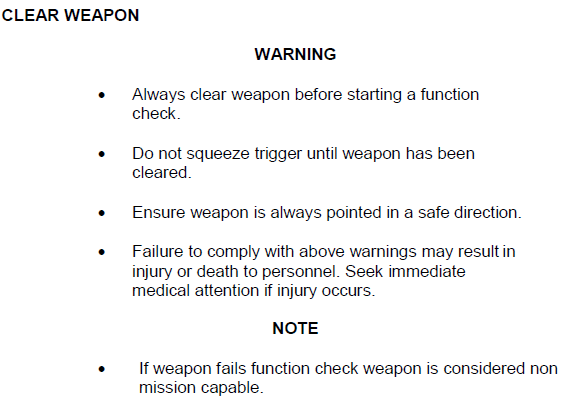 CLEAR WEAPON
WARNING
• Always clear weapon before starting a function
check.
• Do not squeeze trigger until weapon has been
cleared.
• Ensure weapon is always pointed in a safe direction.
• Failure to comply with above warnings may result in
injury or death to personnel. Seek immediate
medical attention if injury occurs.
NOTE
• If weapon fails function check weapon is considered non
mission capable.